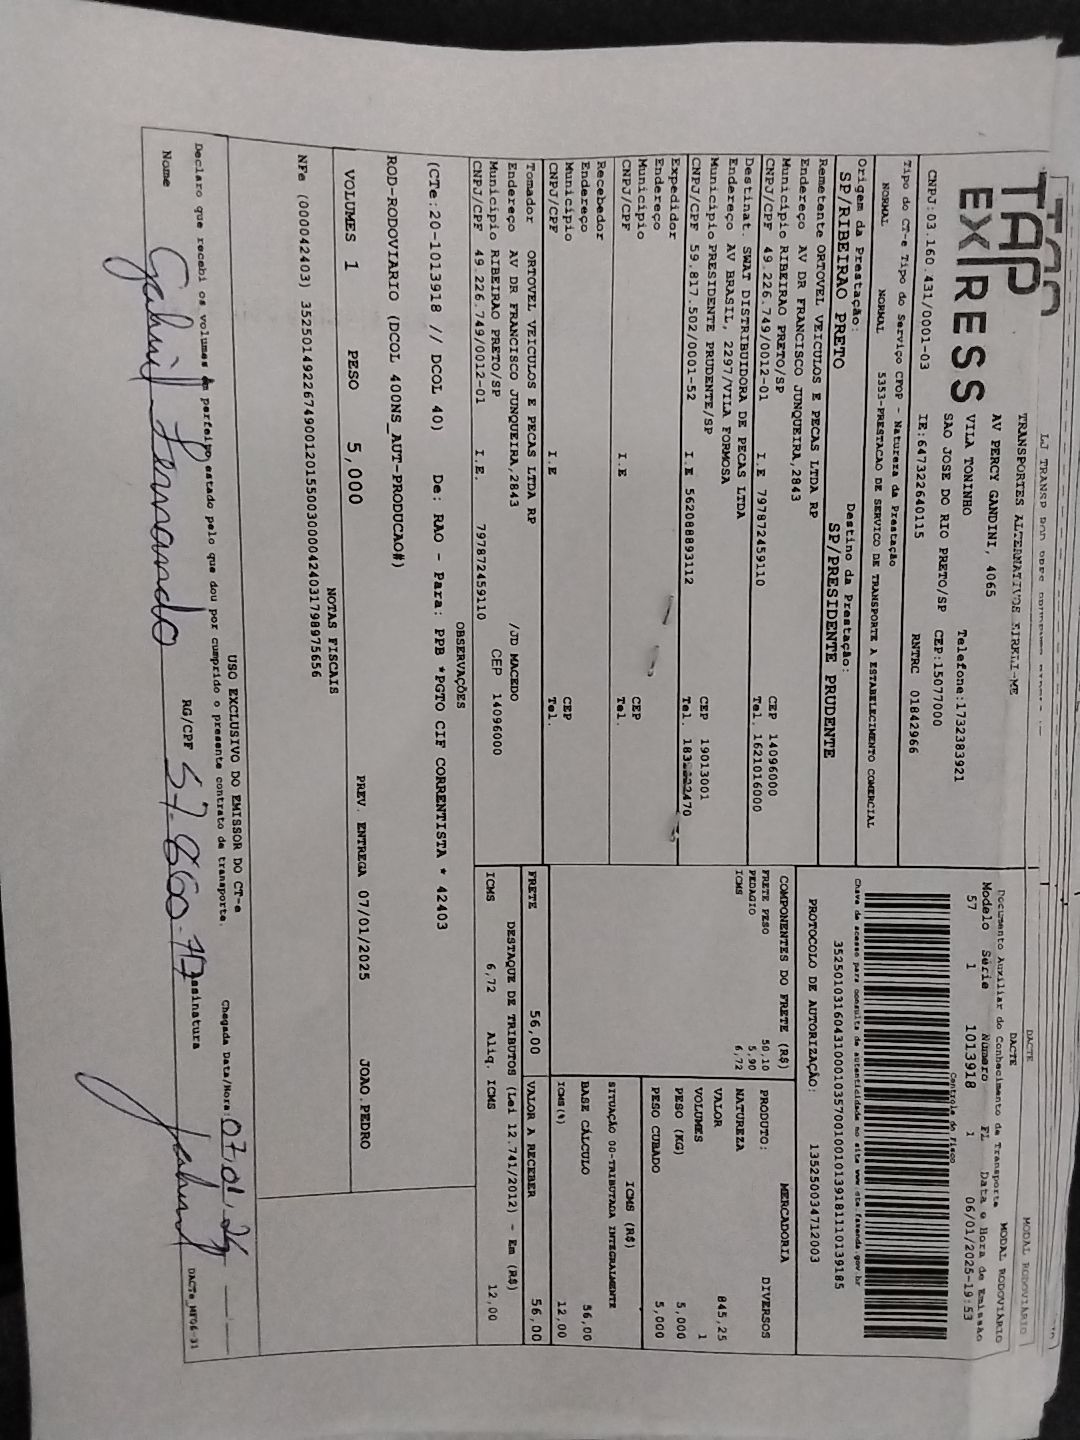 TAP
EXPRESS
TRANSPORTES ALTERNATIVOS EIRELI-ME
AV PERCY GANDINI, 4065
VILA TONINHO
SAO JOSE DO RIO PRETO/SP CEP:15077000
Telefone:1732383921
CNPJ:03.160.431/0001-03 IE:647322640115 RNTRC 01842966
DACTE
Documento Auxiliar do Conhecimento de Transporte MODAL RODOVIARIO
Modelo Série Número FL Data e Hora de Emissão
57 1 1013918 1 06/01/2025-19:53
Controle do Fisco
Tipo do CT-e Tipo do Serviço CFOP - Natureza da Prestação
NORMAL NORMAL 5353-PRESTACAO DE SERVICO DE TRANSPORTE A ESTABELECIMENTO COMERCIAL
Chave de acesso para consulta de autenticidade no site www.cte.fazenda.gov.br
35250103160431000103570010010139181110139185
Origem da Prestação: Destino da Prestação:
SP/RIBEIRAO PRETO SP/PRESIDENTE PRUDENTE
PROTOCOLO DE AUTORIZAÇÃO: 135250034712003
Remetente ORTOVEL VEICULOS E PECAS LTDA RP
Endereço AV DR FRANCISCO JUNQUEIRA,2843
Município RIBEIRAO PRETO/SP CEP 14096000
CNPJ/CPF 49.226.749/0012-01 I.E 797872459110 Tel. 1621016000
Destinat. SWAT DISTRIBUIDORA DE PECAS LTDA
Endereço AV BRASIL, 2297/VILA FORMOSA
Município PRESIDENTE PRUDENTE/SP CEP 19013001
CNPJ/CPF 59.817.502/0001-52 I.E 562088893112 Tel.
Expedidor
Endereço
Município CEP
CNPJ/CPF I.E Tel.
Recebedor
Endereço
Município CEP
CNPJ/CPF I.E Tel.
Tomador ORTOVEL VEICULOS E PECAS LTDA RP
Endereço AV DR FRANCISCO JUNQUEIRA,2843 /JD MACEDO
Município RIBEIRAO PRETO/SP CEP 14096000
CNPJ/CPF 49.226.749/0012-01 I.E. 797872459110
COMPONENTES DO FRETE (R$)
FRETE PESO 50,10
PEDAGIO 5,90
ICMS 6,72
MERCADORIA
PRODUTO: DIVERSOS
NATUREZA
VALOR 845,25
VOLUMES 1
PESO (KG) 5,000
PESO CUBADO 5,000
ICMS (R$)
SITUAÇÃO 00-TRIBUTADA INTEGRALMENTE
BASE CÁLCULO 56,00
ICMS(%) 12,00
FRETE 56,00 VALOR A RECEBER 56,00
DESTAQUE DE TRIBUTOS (Lei 12.741/2012) - Em (R$)
ICMS 6,72 Aliq. ICMS 12,00
OBSERVAÇÕES
(CTe:20-1013918 // DCOL 40) De: RAO - Para: PPB *PGTO CIF CORRENTISTA * 42403
ROD-RODOVIARIO (DCOL 400NS_AUT-PRODUCAO#)
VOLUMES 1 PESO 5,000 PREV. ENTREGA 07/01/2025 JOAO.PEDRO
NOTAS FISCAIS
NFe (000042403) 35250149226749001201550030000424031798975656
USO EXCLUSIVO DO EMISSOR DO CT-e
Declaro que recebi os volumes em perfeito estado pelo que dou por cumprido o presente contrato de transporte. Chegada Data/Hora:
Nome Gabriel Fernando RG/CPF Assinatura Gabriel